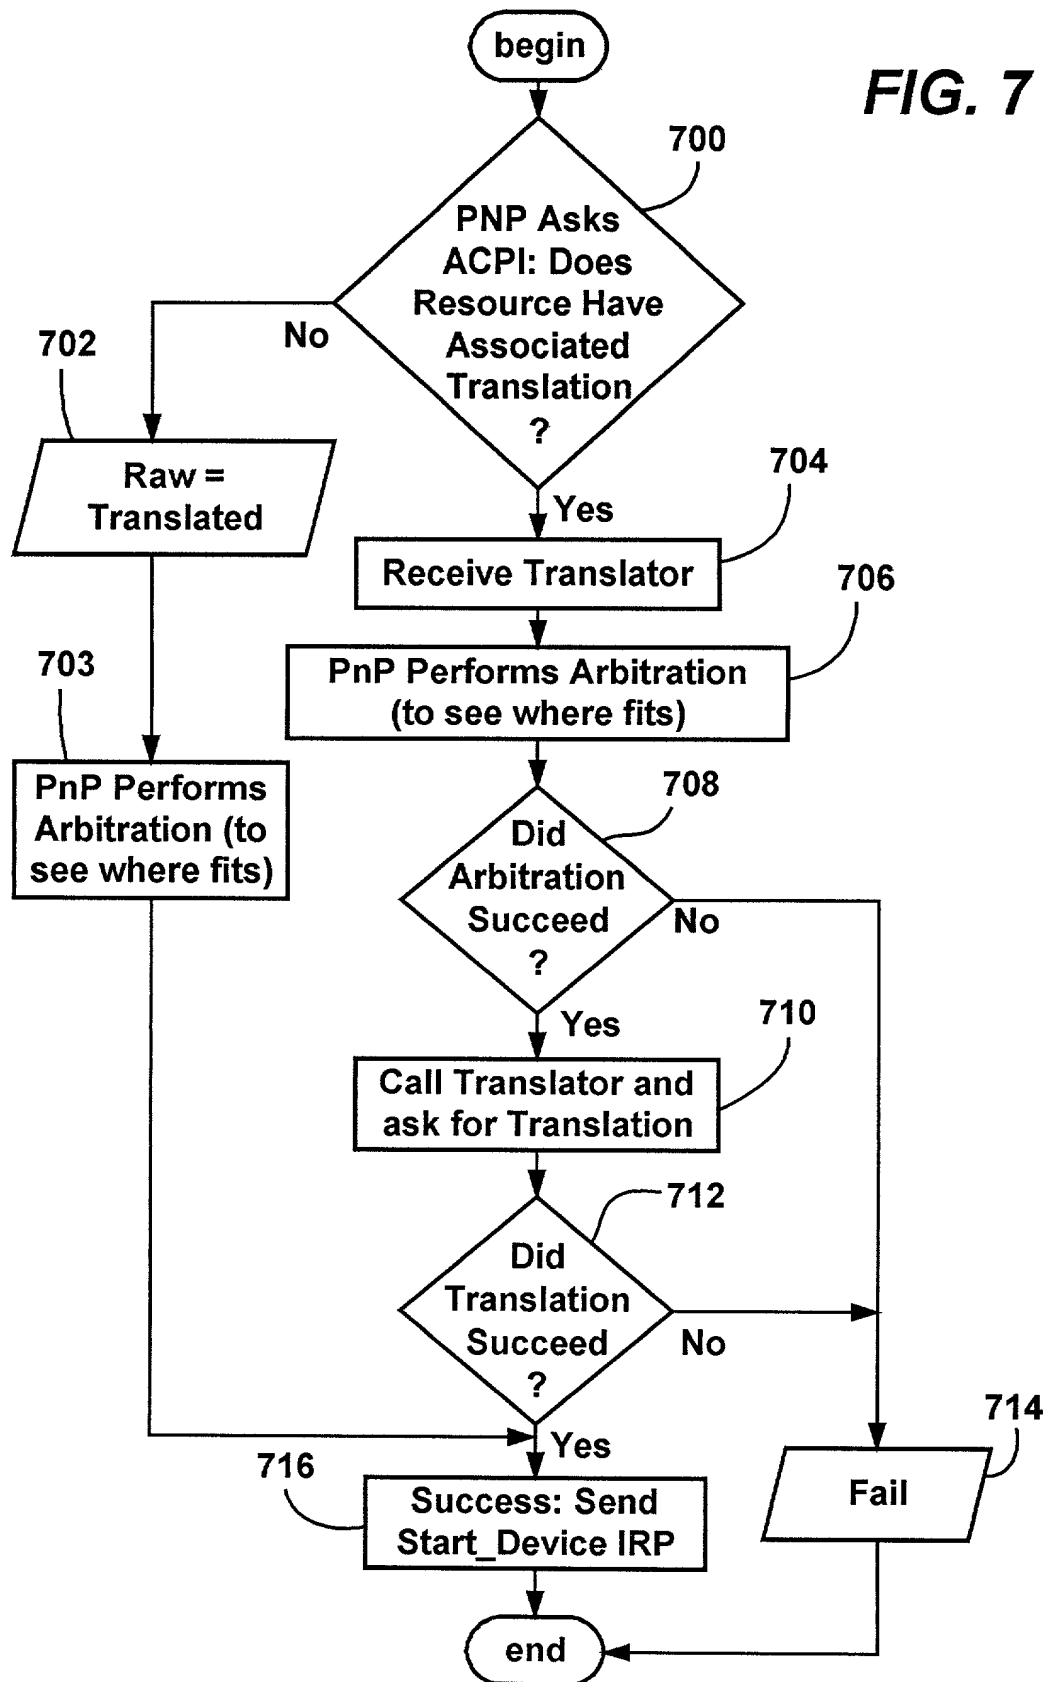 begin
FIG. 7
700
PNP Asks
ACPI: Does
Resource Have
Associated
Translation
?
No
702
Raw =
Translated
Yes
704
Receive Translator
706
PnP Performs Arbitration
(to see where fits)
703
PnP Performs
Arbitration (to
see where fits)
708
Did
Arbitration
Succeed
?
No
Yes
710
Call Translator and
ask for Translation
712
Did
Translation
Succeed
?
No
Yes
714
Fail
716
Success: Send
Start_Device IRP
end